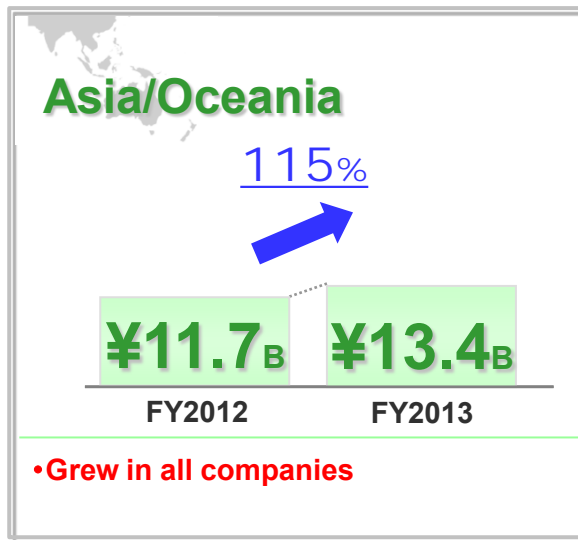 Asia/Oceania
115%
¥11.7B ¥13.4B
FY2012 FY2013
•Grew in all companies